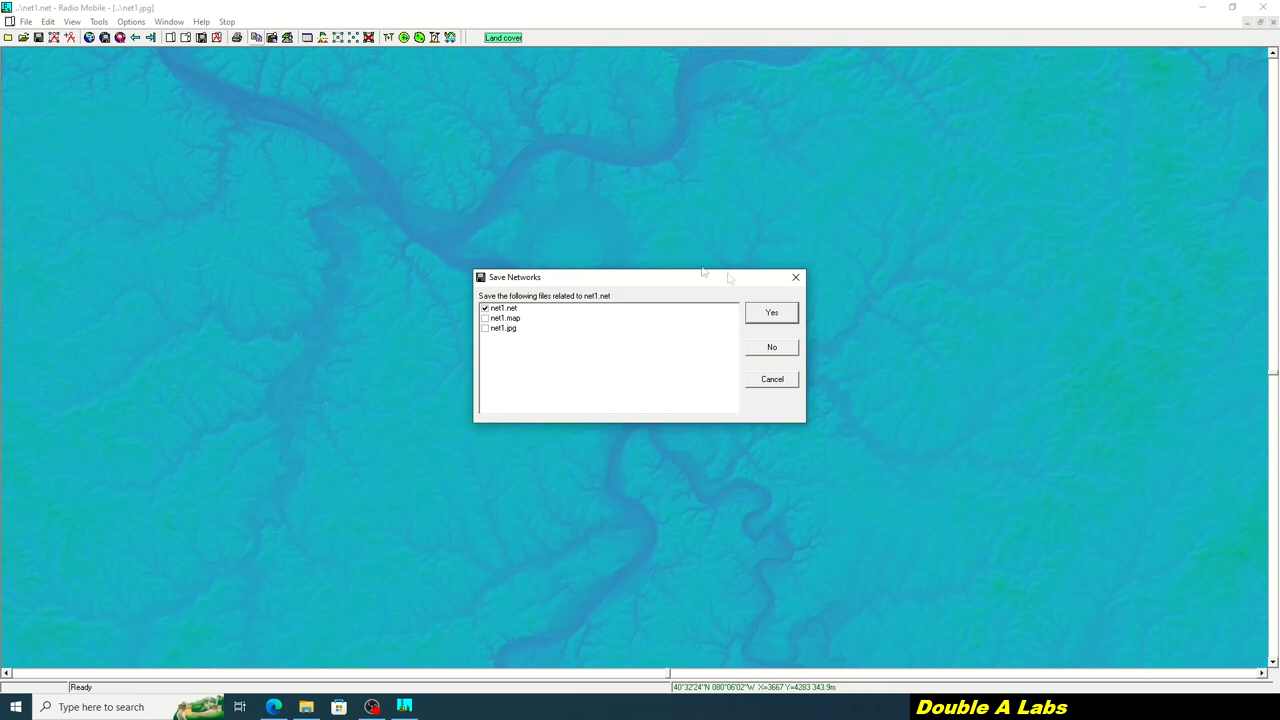 ..\net1.net - Radio Mobile - [..\net1.jpg]
File Edit View Tools Options Window Help Stop
Land cover
Save Networks
Save the following files related to net1.net
net1.net
net1.map
net1.jpg
Yes
No
Cancel
Ready
40°32'24"N 080°06'02"W X=3667 Y=4283 343.9m
Type here to search
Double A Labs